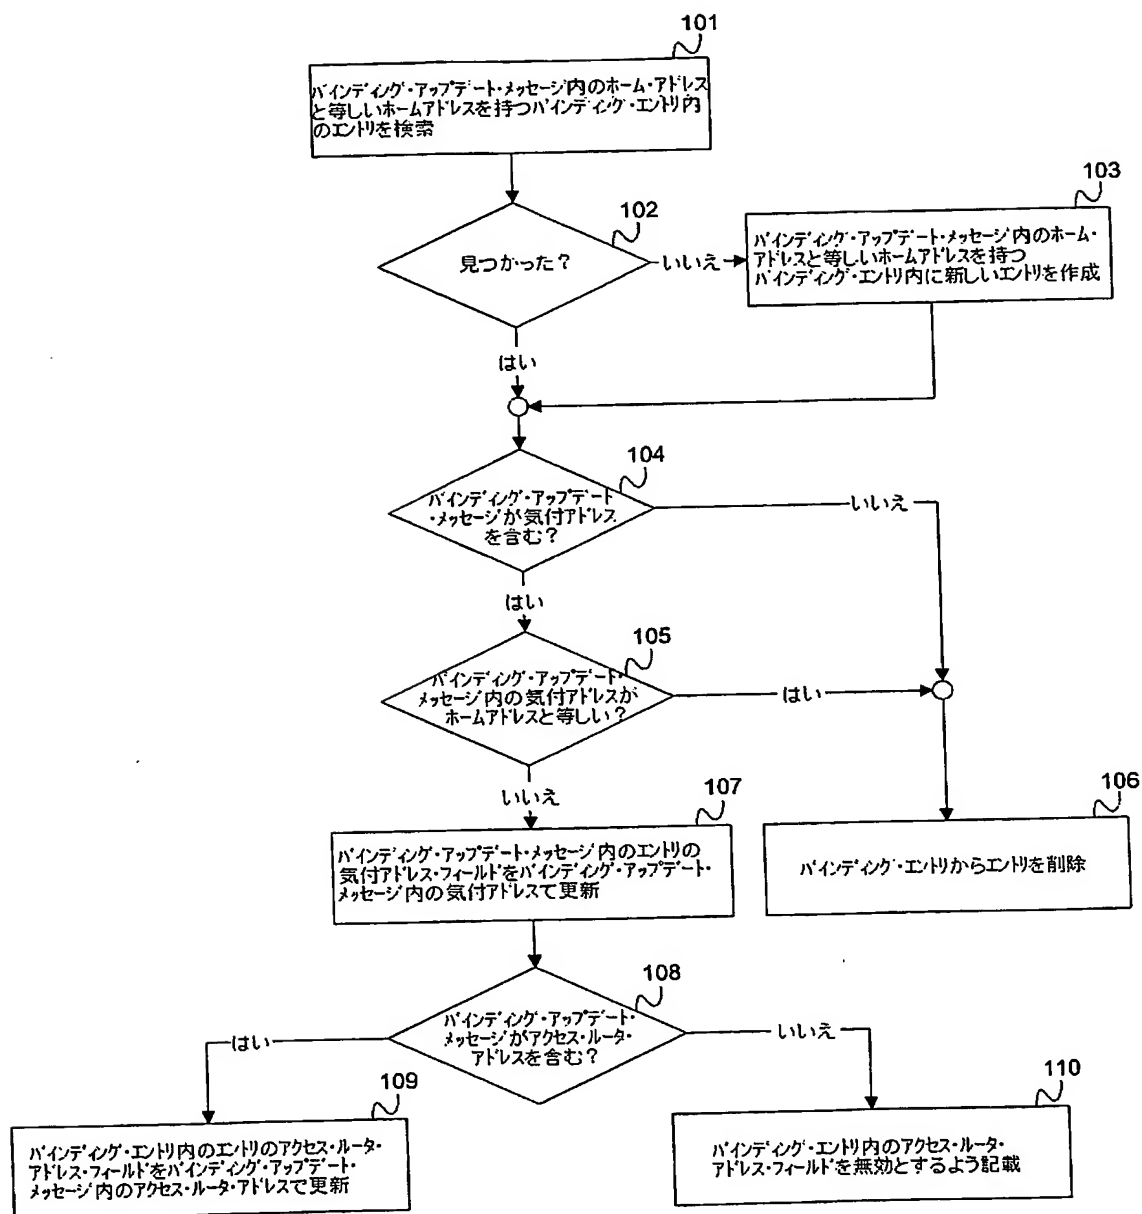 101
バインディング・アップデート・メッセージ内のホーム・アドレス
と等しいホームアドレスを持つバインディング・エントリ内
のエントリを検索
102
見つかった？
いいえ
103
バインディング・アップデート・メッセージ内のホーム・
アドレスと等しいホームアドレスを持つ
バインディング・エントリ内に新しいエントリを作成
はい
104
バインディング・アップデート
・メッセージが気付アドレス
を含む？
いいえ
はい
105
バインディング・アップデート・
メッセージ内の気付アドレスが
ホームアドレスと等しい？
はい
いいえ
107
バインディング・アップデート・メッセージ内のエントリの
気付アドレス・フィールドをバインディング・アップデート・
メッセージ内の気付アドレスで更新
106
バインディング・エントリからエントリを削除
108
バインディング・アップデート・
メッセージがアクセス・ルータ・
アドレスを含む？
はい
いいえ
109
バインディング・エントリ内のエントリのアクセス・ルータ・
アドレス・フィールドをバインディング・アップデート・
メッセージ内のアクセス・ルータ・アドレスで更新
110
バインディング・エントリ内のアクセス・ルータ・
アドレス・フィールドを無効とするよう記載